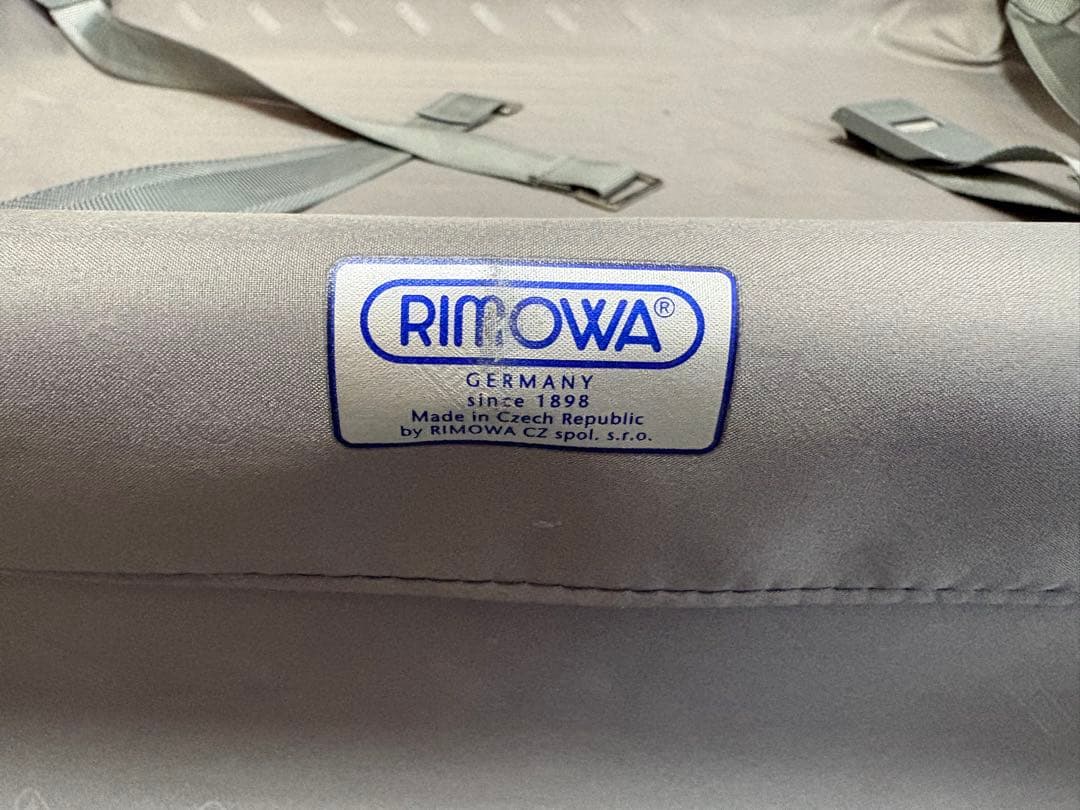 RIMOWA®
GERMANY
since 1898
Made in Czech Republic
by RIMOWA CZ spol. s.r.o.